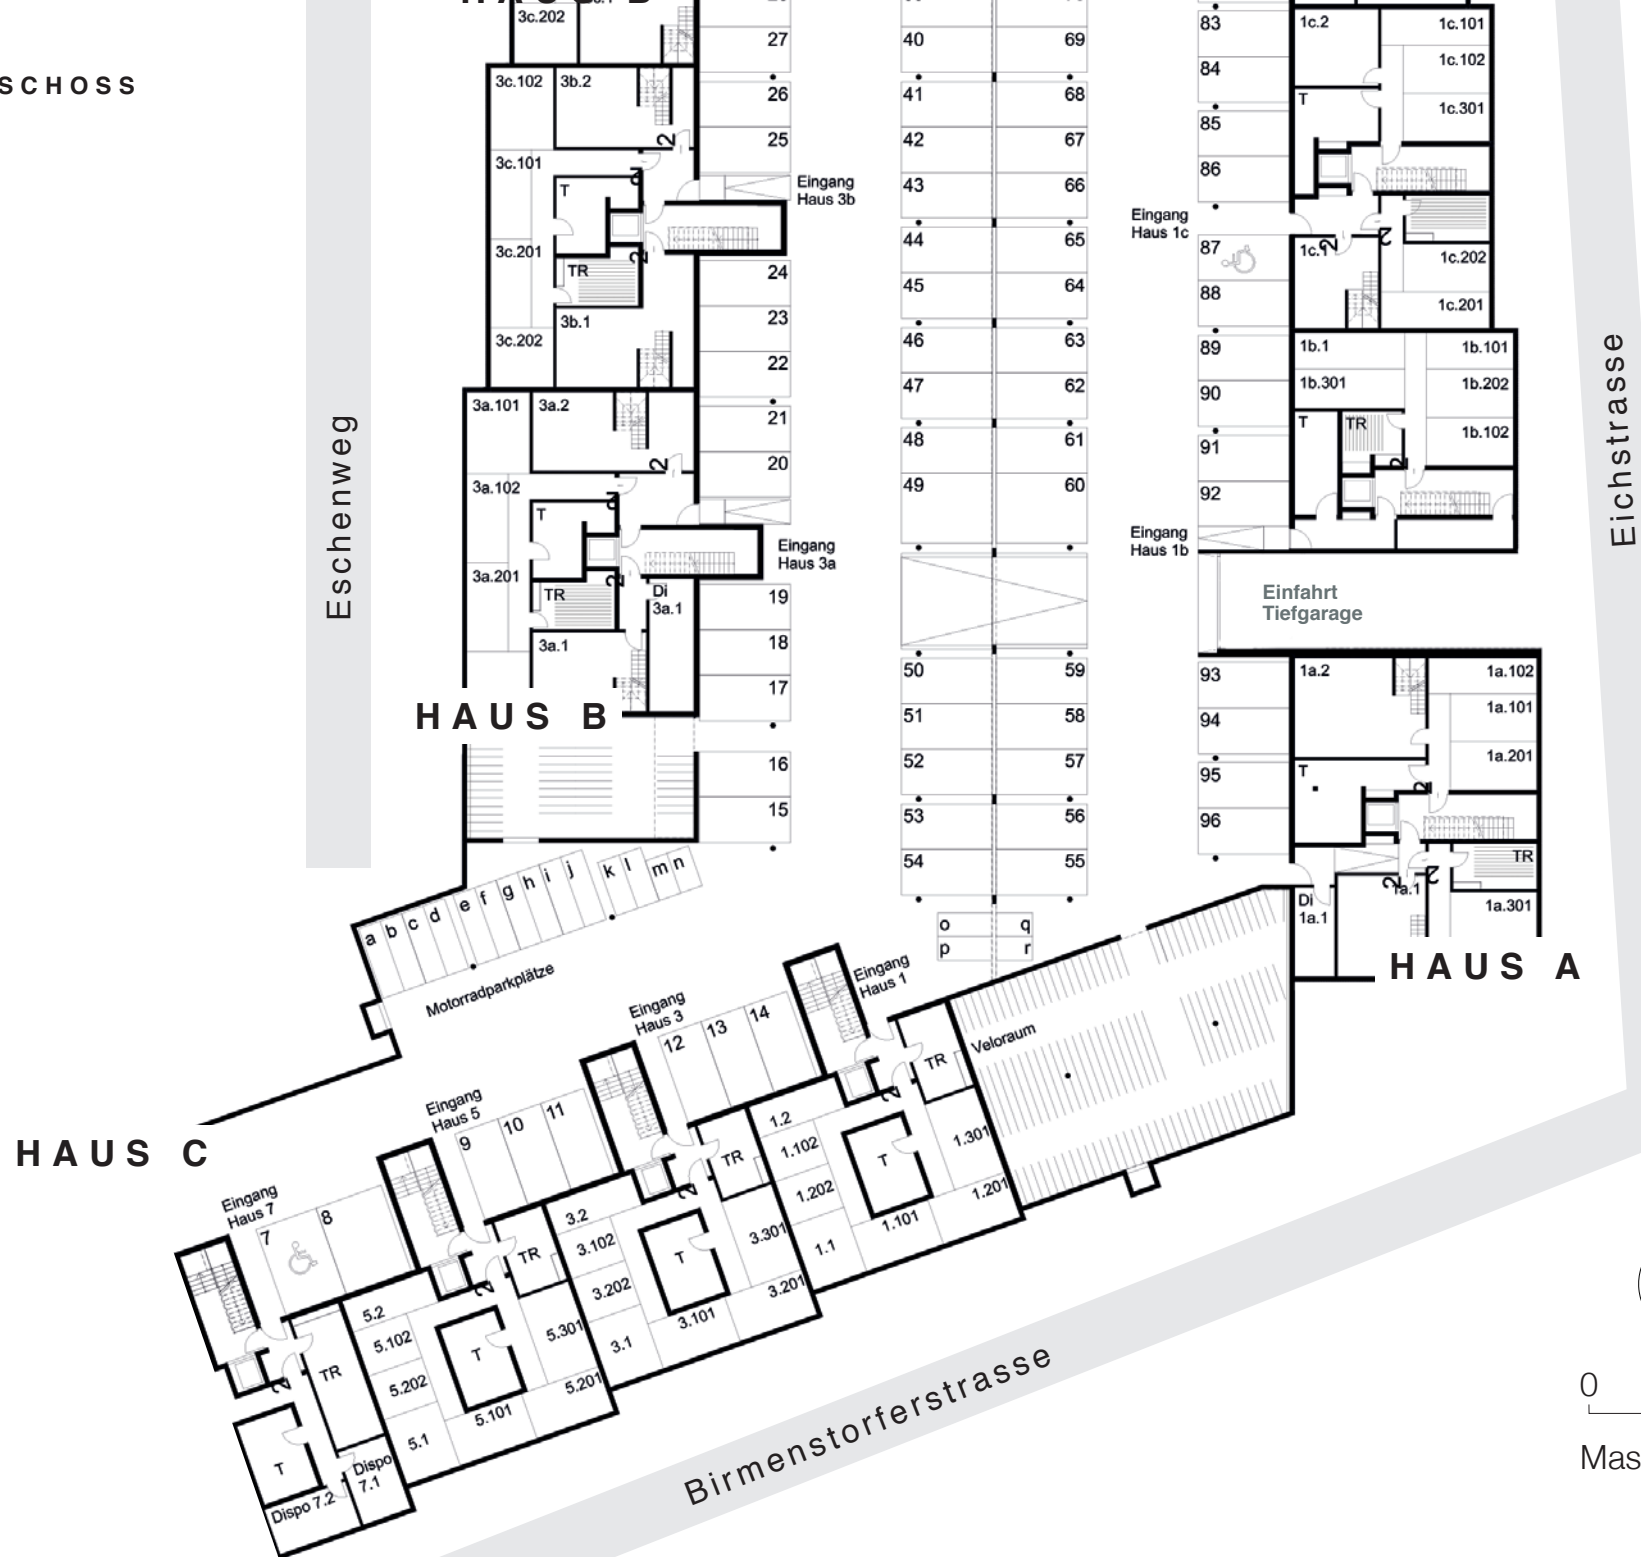 3c.202
27
40
69
83
1c.2
1c.101
SCHOSS
3c.102
3b.2
26
41
68
84
1c.102
T
1c.301
25
42
67
85
3c.101
T
Eingang
Haus 3b
43
66
86
Eingang
Haus 1c
3c.201
TR
44
65
87
1c.1
1c.202
24
45
64
88
1c.201
3b.1
23
3c.202
22
46
63
89
1b.1
1b.101
47
62
90
1b.301
1b.202
3a.101
3a.2
21
48
61
91
T
TR
1b.102
20
49
60
92
3a.102
T
Eingang
Haus 3a
Eingang
Haus 1b
3a.201
TR
Di
3a.1
19
Einfahrt
Tiefgarage
3a.1
18
17
50
59
93
1a.2
1a.102
HAUS B
51
58
94
1a.101
16
52
57
95
T
1a.201
15
53
56
96
54
55
TR
Di
1a.1
1a.1
1a.301
HAUS A
a
b
c
d
e
f
g
h
i
j
k
l
m
n
o
q
p
r
Motorradparkplätze
Eingang
Haus 1
Eingang
Haus 3
12
13
14
TR
Veloraum
Eingang
Haus 5
9
10
11
TR
1.2
1.102
1.202
1.1
T
1.301
1.201
1.101
HAUS C
Eingang
Haus 7
7
8
TR
3.2
3.102
3.202
3.1
T
3.301
3.201
3.101
TR
5.2
5.102
5.202
5.1
T
5.301
5.201
5.101
T
Dispo
7.1
Dispo 7.2
Eschenweg
Eichstrasse
Birmenstorferstrasse
0
Mas